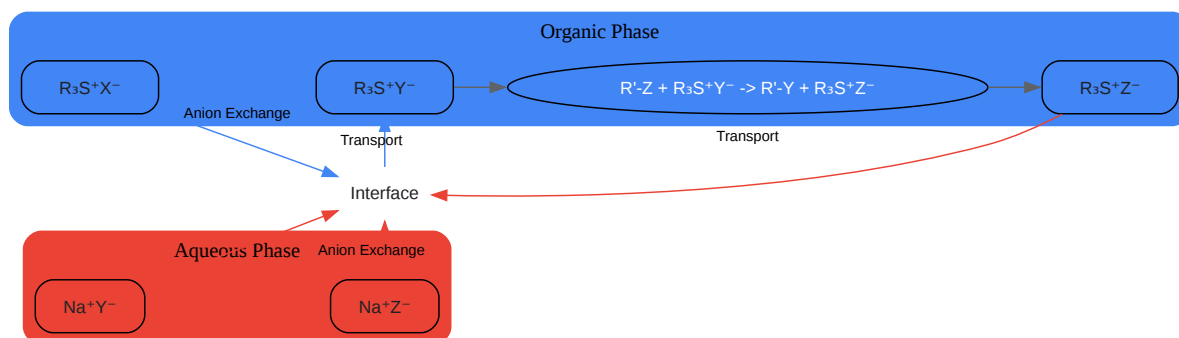 Organic Phase
R₃S⁺X⁻
R₃S⁺Y⁻
R'-Z + R₃S⁺Y⁻ -> R'-Y + R₃S⁺Z⁻
R₃S⁺Z⁻
Anion Exchange
Transport
Transport
Interface
Aqueous Phase
Anion Exchange
Na⁺Y⁻
Na⁺Z⁻